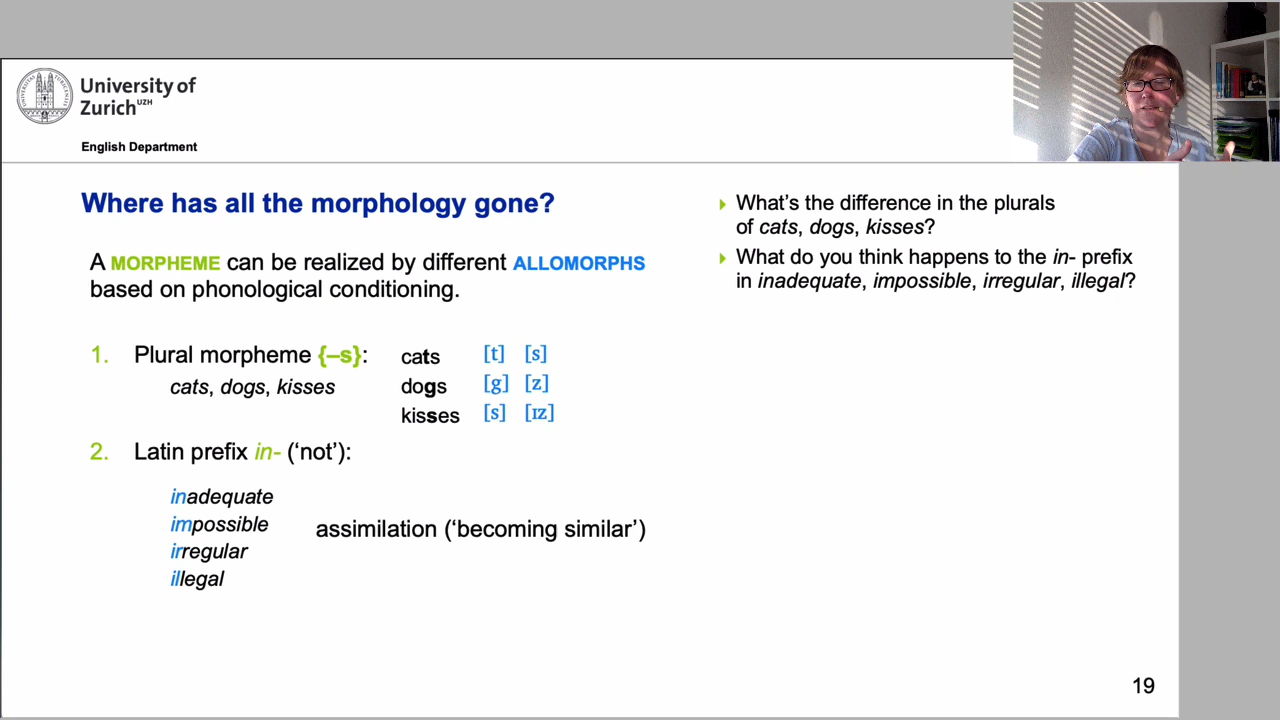 University of
Zurich UZH
English Department
Where has all the morphology gone?
A MORPHEME can be realized by different ALLOMORPHS
based on phonological conditioning.
1. Plural morpheme {–s}:
cats, dogs, kisses
cats [t] [s]
dogs [g] [z]
kisses [s] [ɪz]
2. Latin prefix in- (‘not’):
inadequate
impossible
irregular
illegal
assimilation (‘becoming similar’)
What’s the difference in the plurals
of cats, dogs, kisses?
What do you think happens to the in- prefix
in inadequate, impossible, irregular, illegal?
19